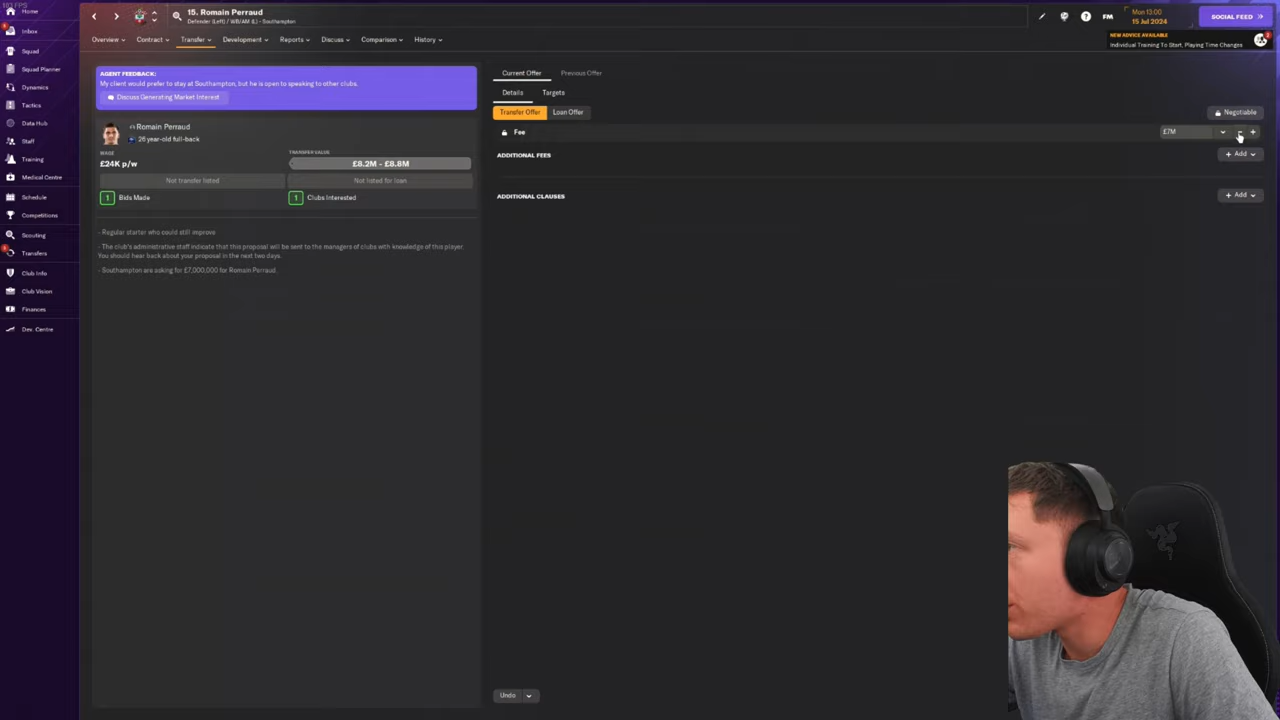 Home
Inbox
Squad
Squad Planner
Dynamics
Tactics
Data Hub
Staff
Training
Medical Centre
Schedule
Competitions
Scouting
Transfers
Club Info
Club Vision
Finances
Dev. Centre
15. Romain Perraud
Defender (Left) / WB/AM (L) - Southampton
FM
Mon 13:00
15 Jul 2024
SOCIAL FEED
Overview
Contract
Transfer
Development
Reports
Discuss
Comparison
History
NEW ADVICE AVAILABLE
Individual Training To Start, Playing Time Changes
AGENT FEEDBACK:
My client would prefer to stay at Southampton, but he is open to speaking to other clubs.
Discuss Generating Market Interest
Romain Perraud
26 year-old full-back
WAGE
£24K p/w
TRANSFER VALUE
£8.2M - £8.8M
Not transfer listed
Not listed for loan
1 Bids Made
1 Clubs Interested
- Regular starter who could still improve
- The club's administrative staff indicate that this proposal will be sent to the managers of clubs with knowledge of this player.
You should hear back about your proposal in the next two days.
- Southampton are asking for £7,000,000 for Romain Perraud.
Current Offer
Previous Offer
Details
Targets
Transfer Offer
Loan Offer
Negotiable
Fee
£7M
ADDITIONAL FEES
+ Add
ADDITIONAL CLAUSES
+ Add
Undo